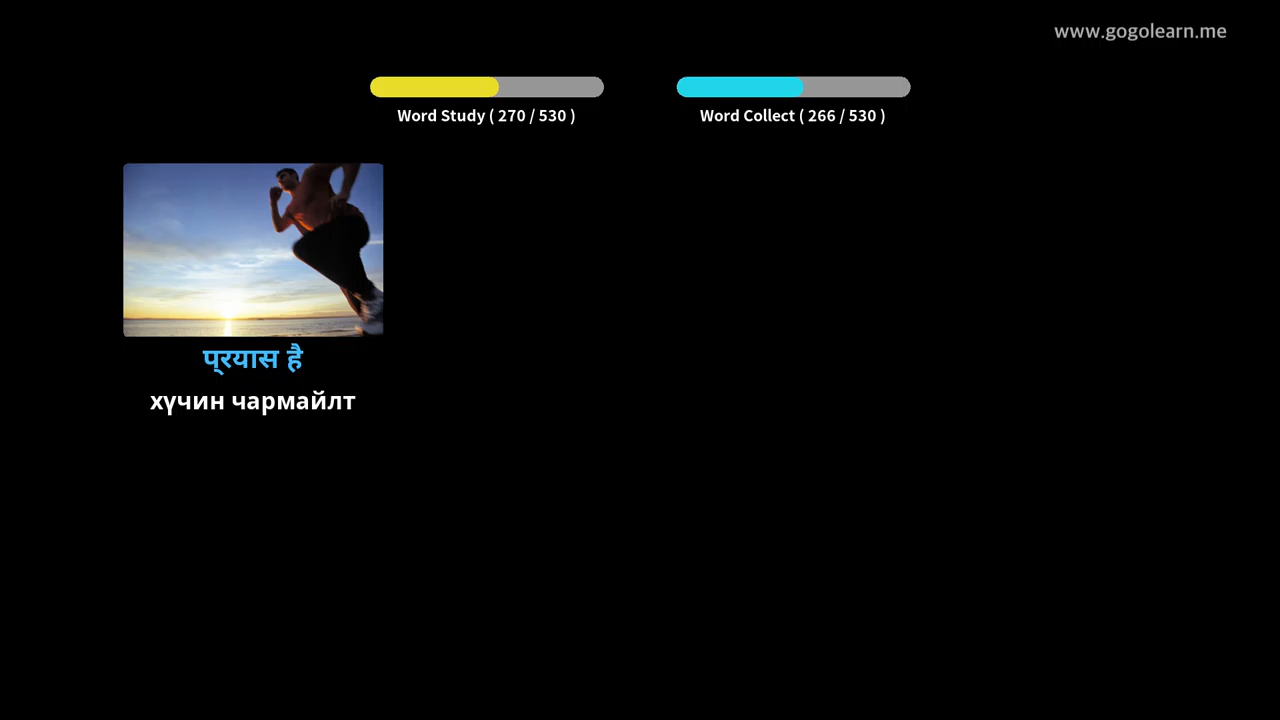 www.gogolearn.me
Word Study ( 270 / 530 )
Word Collect ( 266 / 530 )
प्रयास है
хүчин чармайлт